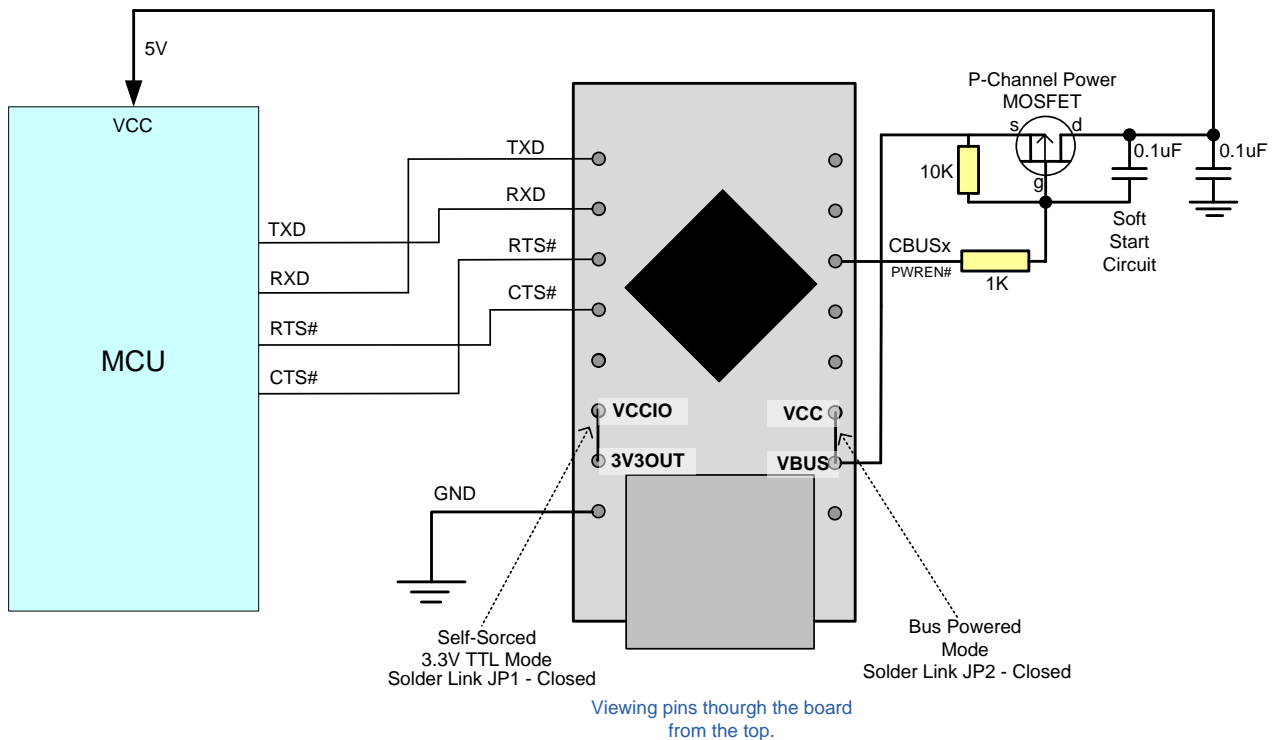 5V
P-Channel Power
MOSFET
VCC
s
d
TXD
0.1uF
0.1uF
10K
g
RXD
TXD
RTS#
CBUSx
Soft
Start
Circuit
PWREN#
1K
RXD
CTS#
RTS#
MCU
CTS#
VCCIO
VCC
3V3OUT
VBUS
GND
Self-Sorced
3.3V TTL Mode
Solder Link JP1 - Closed
Bus Powered
Mode
Solder Link JP2 - Closed
Viewing pins thourgh the board
from the top.